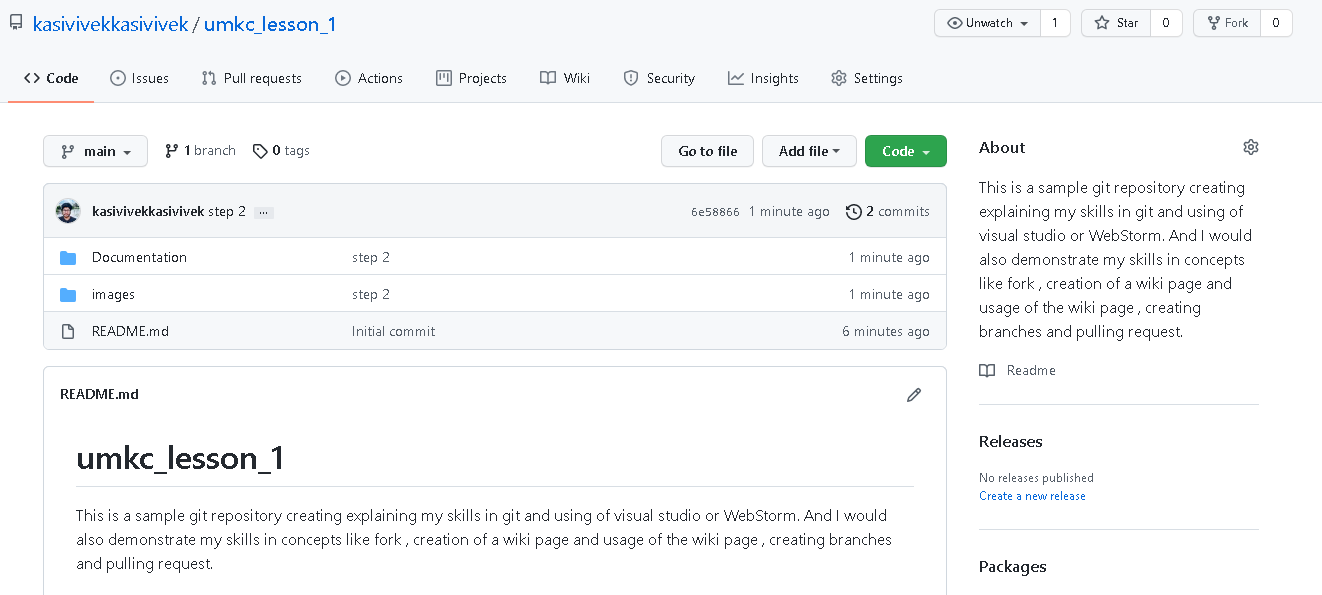 kasivivekkasivivek / umkc_lesson_1
Unwatch 1 Star 0 Fork 0
Code Issues Pull requests Actions Projects Wiki Security Insights Settings
main 1 branch 0 tags Go to file Add file Code
kasivivekkasivivek step 2 ... 6e58866 1 minute ago 2 commits
Documentation step 2 1 minute ago
images step 2 1 minute ago
README.md Initial commit 6 minutes ago
README.md
umkc_lesson_1
This is a sample git repository creating explaining my skills in git and using of visual studio or WebStorm. And I would
also demonstrate my skills in concepts like fork , creation of a wiki page and usage of the wiki page , creating branches
and pulling request.
About
This is a sample git repository creating
explaining my skills in git and using of
visual studio or WebStorm. And I would
also demonstrate my skills in concepts
like fork , creation of a wiki page and
usage of the wiki page , creating
branches and pulling request.
Readme
Releases
No releases published
Create a new release
Packages